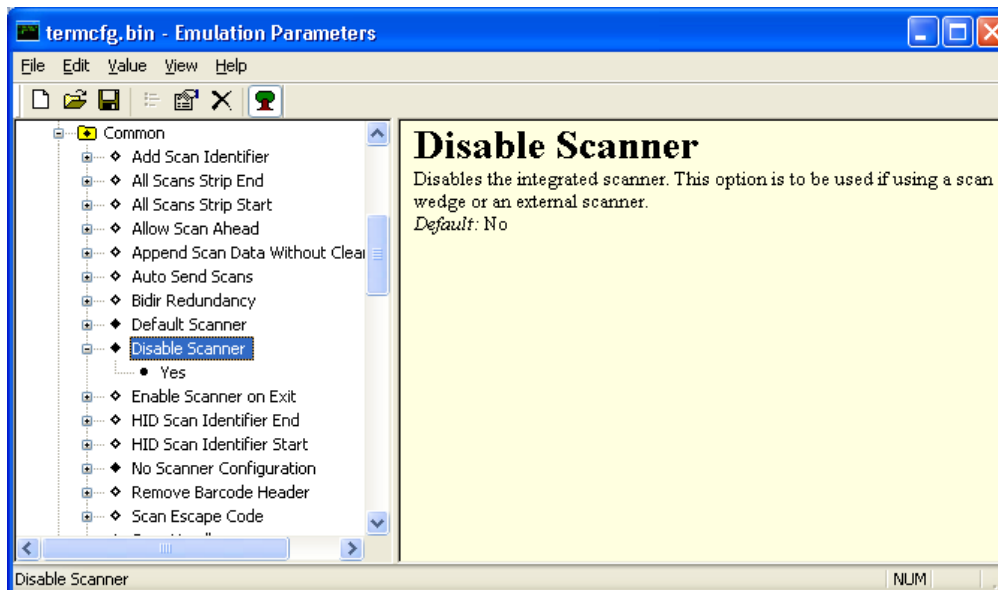 termcfg.bin - Emulation Parameters
File Edit Value View Help
Common
Add Scan Identifier
All Scans Strip End
All Scans Strip Start
Allow Scan Ahead
Append Scan Data Without Clear
Auto Send Scans
Bidir Redundancy
Default Scanner
Disable Scanner
Yes
Enable Scanner on Exit
HID Scan Identifier End
HID Scan Identifier Start
No Scanner Configuration
Remove Barcode Header
Scan Escape Code
Disable Scanner
Disables the integrated scanner. This option is to be used if using a scan
wedge or an external scanner.
Default: No
Disable Scanner
NUM